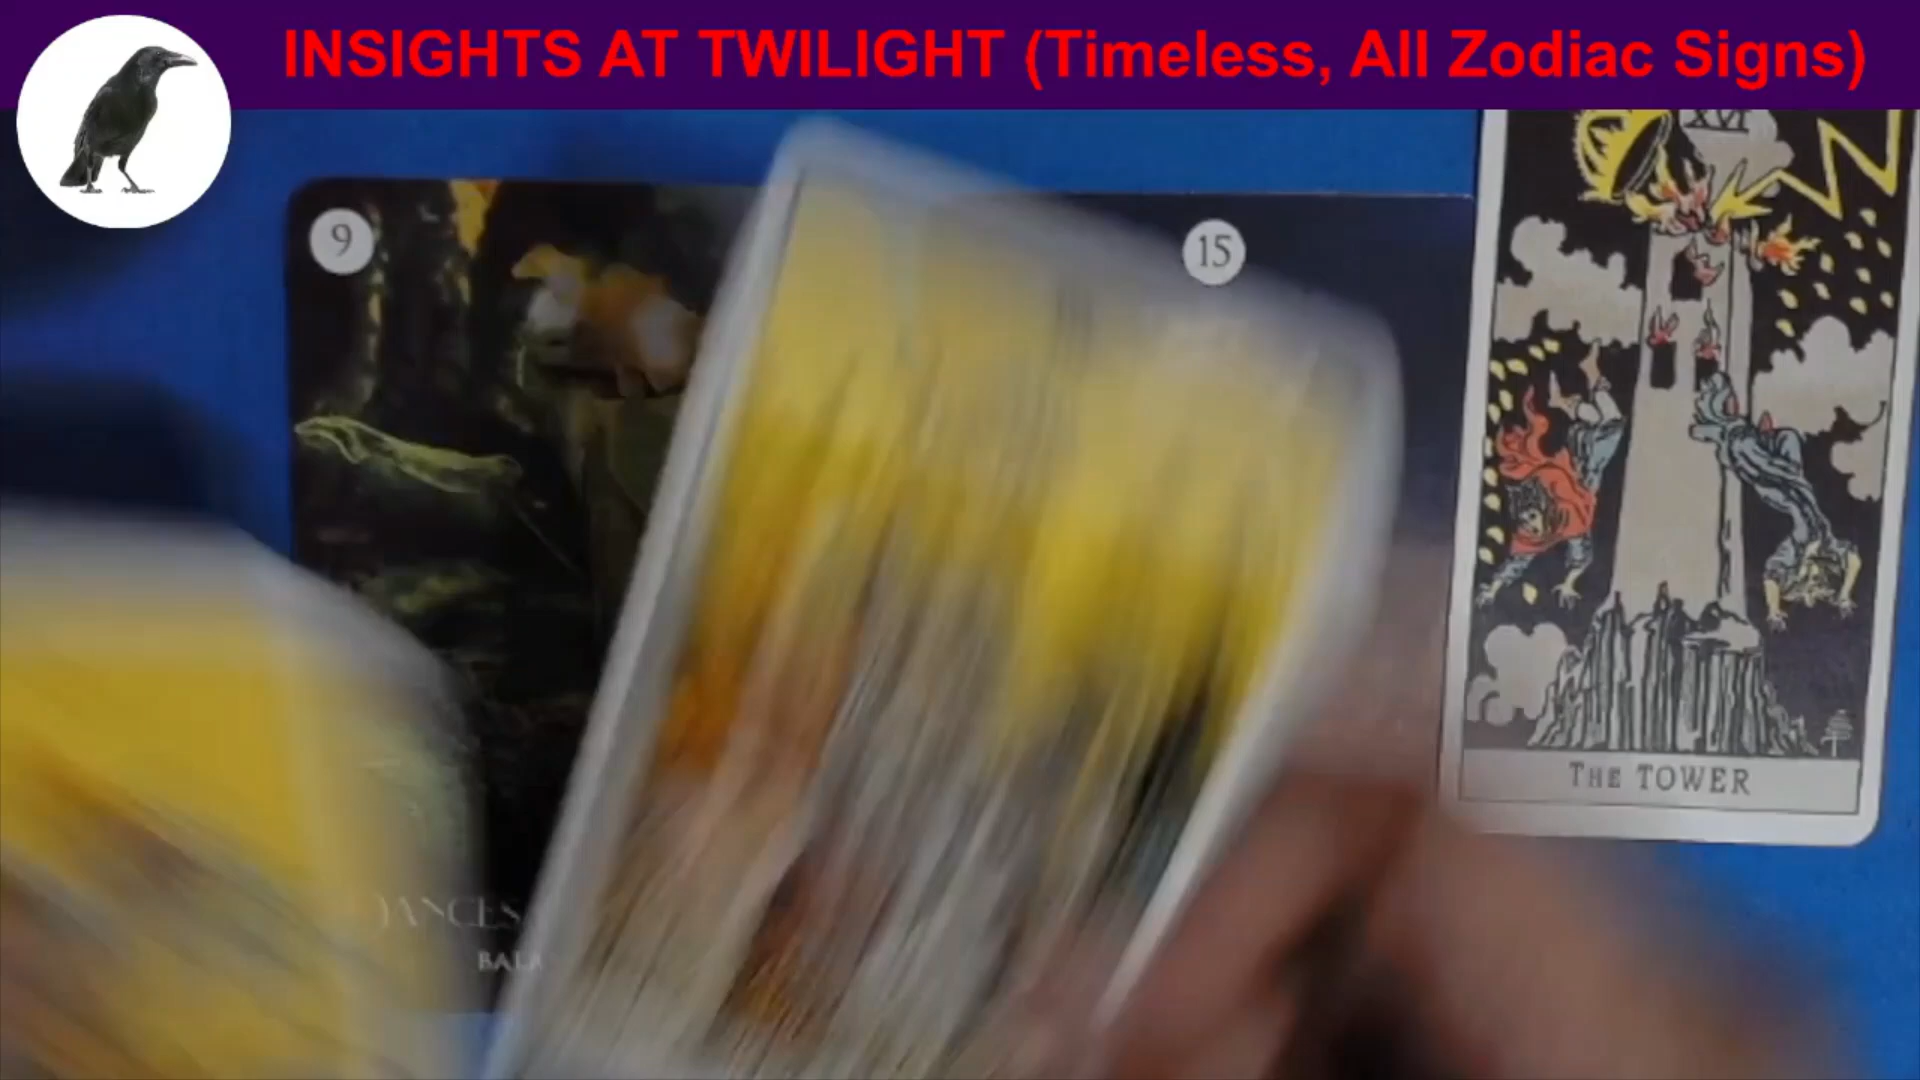 INSIGHTS AT TWILIGHT (Timeless, All Zodiac Signs)
9
15
XVI
THE TOWER